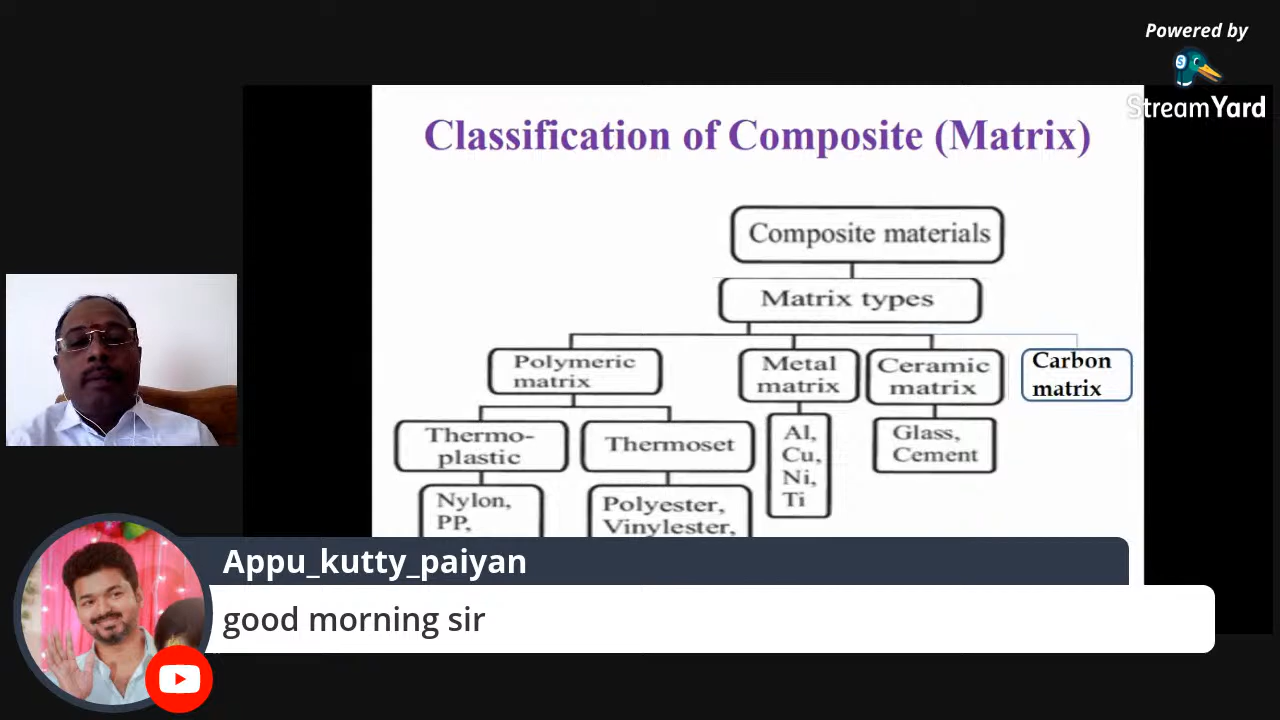 Powered by
StreamYard
Classification of Composite (Matrix)
Composite materials
Matrix types
Polymeric
matrix
Metal
matrix
Ceramic
matrix
Carbon
matrix
Thermo-
plastic
Thermoset
Al,
Cu,
Ni,
Ti
Glass,
Cement
Nylon,
PP,
Polyester,
Vinylester,
Appu_kutty_paiyan
good morning sir